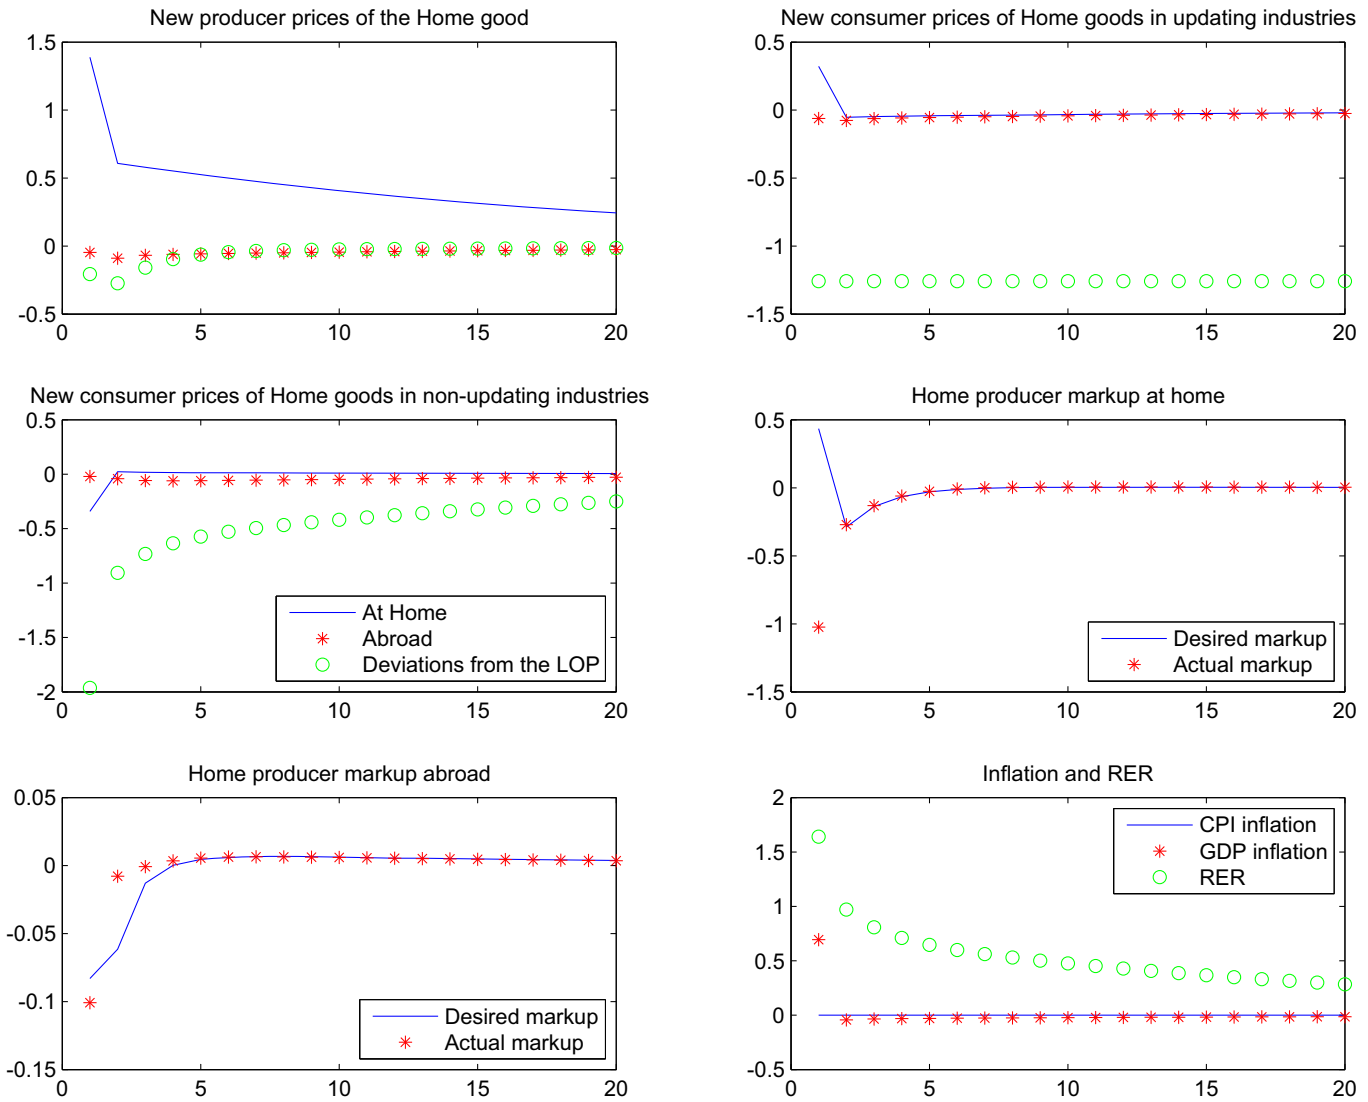 New producer prices of the Home good
1.5
1
0.5
0
-0.5
0 5 10 15 20
New consumer prices of Home goods in updating industries
0.5
0
-0.5
-1
-1.5
0 5 10 15 20
New consumer prices of Home goods in non-updating industries
0.5
0
-0.5
-1
-1.5
-2
At Home
Abroad
Deviations from the LOP
0 5 10 15 20
Home producer markup at home
0.5
0
-0.5
-1
-1.5
Desired markup
Actual markup
0 5 10 15 20
Home producer markup abroad
0.05
0
-0.05
-0.1
-0.15
Desired markup
Actual markup
0 5 10 15 20
Inflation and RER
2
1.5
1
0.5
0
-0.5
CPI inflation
GDP inflation
RER
0 5 10 15 20